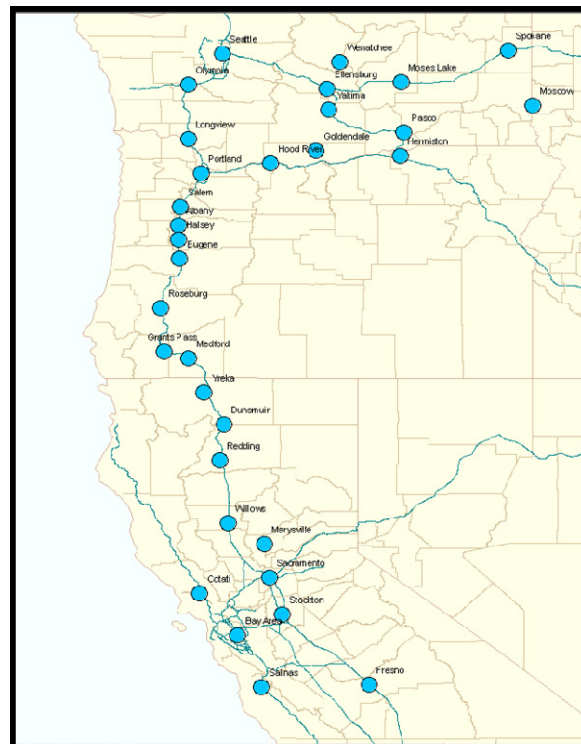 Seattle
Spokane
Wenatchee
Ellensburg
Moses Lake
Olympia
Yakima
Moscow
Pasco
Longview
Goldendale
Hermiston
Hood River
Portland
Salem
Albany
Halsey
Eugene
Roseburg
Grants Pass
Medford
Yreka
Dunsmuir
Redding
Willows
Marysville
Sacramento
Cotati
Stockton
Bay Area
Salinas
Fresno